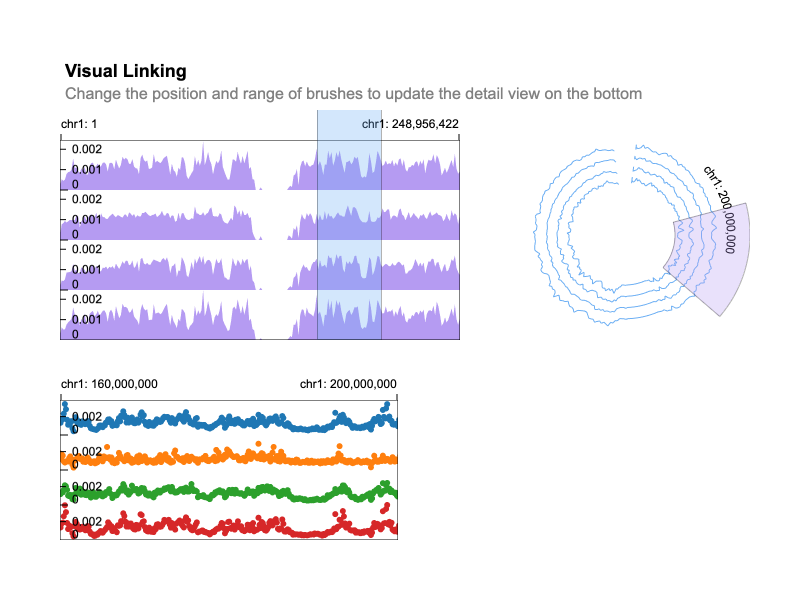 Visual Linking
Change the position and range of brushes to update the detail view on the bottom
chr1: 1
chr1: 248,956,422
0.002
0.001
0
0.002
0.001
0
0.002
0.001
0
0.002
0.001
0
chr1: 200,000,000
chr1: 160,000,000
chr1: 200,000,000
0.002
0
0.002
0
0.002
0
0.002
0